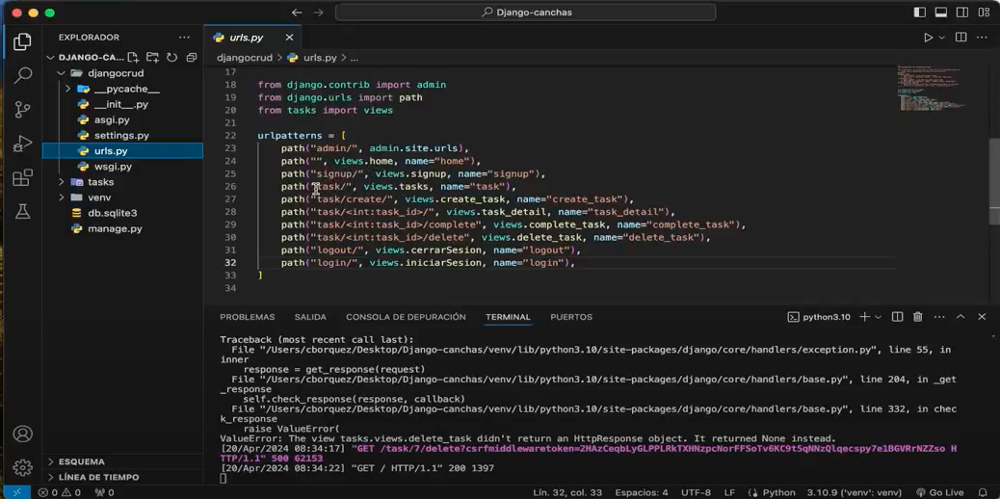 Django-canchas
EXPLORADOR
DJANGO-CA...
djangocrud
__pycache__
__init__.py
asgi.py
settings.py
urls.py
wsgi.py
tasks
venv
db.sqlite3
manage.py
ESQUEMA
LÍNEA DE TIEMPO
urls.py
djangocrud > urls.py > ...
17
18 from django.contrib import admin
19 from django.urls import path
20 from tasks import views
21
22 urlpatterns = [
23 path("admin/", admin.site.urls),
24 path("", views.home, name="home"),
25 path("signup/", views.signup, name="signup"),
26 path("task/", views.tasks, name="task"),
27 path("task/create/", views.create_task, name="create_task"),
28 path("task/<int:task_id>/", views.task_detail, name="task_detail"),
29 path("task/<int:task_id>/complete", views.complete_task, name="complete_task"),
30 path("task/<int:task_id>/delete", views.delete_task, name="delete_task"),
31 path("logout/", views.cerrarSesion, name="logout"),
32 path("login/", views.iniciarSesion, name="login"),
33 ]
34
PROBLEMAS SALIDA CONSOLA DE DEPURACIÓN TERMINAL PUERTOS python3.10
Traceback (most recent call last):
File "/Users/cborquez/Desktop/Django-canchas/venv/lib/python3.10/site-packages/django/core/handlers/exception.py", line 55, in
inner
response = get_response(request)
File "/Users/cborquez/Desktop/Django-canchas/venv/lib/python3.10/site-packages/django/core/handlers/base.py", line 204, in _get
_response
self.check_response(response, callback)
File "/Users/cborquez/Desktop/Django-canchas/venv/lib/python3.10/site-packages/django/core/handlers/base.py", line 332, in chec
k_response
raise ValueError(
ValueError: The view tasks.views.delete_task didn't return an HttpResponse object. It returned None instead.
[20/Apr/2024 08:34:17] "GET /task/7/delete?csrfmiddlewaretoken=2HAzCeqbLyGLPPLRkTXHNzpcNorFFSoTv6KC9tSqNNzQlqecspy7e1BGVRrNZZso H
TTP/1.1" 500 62153
[20/Apr/2024 08:34:22] "GET / HTTP/1.1" 200 1397
0 0 0 Lín. 32, col. 33 Espacios: 4 UTF-8 LF Python 3.10.9 ('venv': venv) Go Live